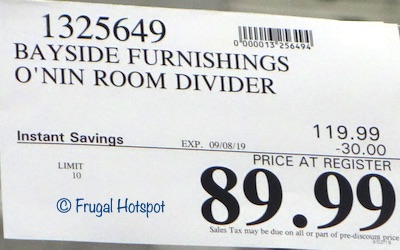 1325649
0000013256494
BAYSIDE FURNISHINGS
O'NIN ROOM DIVIDER
119.99
Instant Savings EXP. 09/08/19 -30.00
PRICE AT REGISTER
LIMIT
10
89.99
© Frugal Hotspot
Sales Tax may be due on all or part of pre-discount price